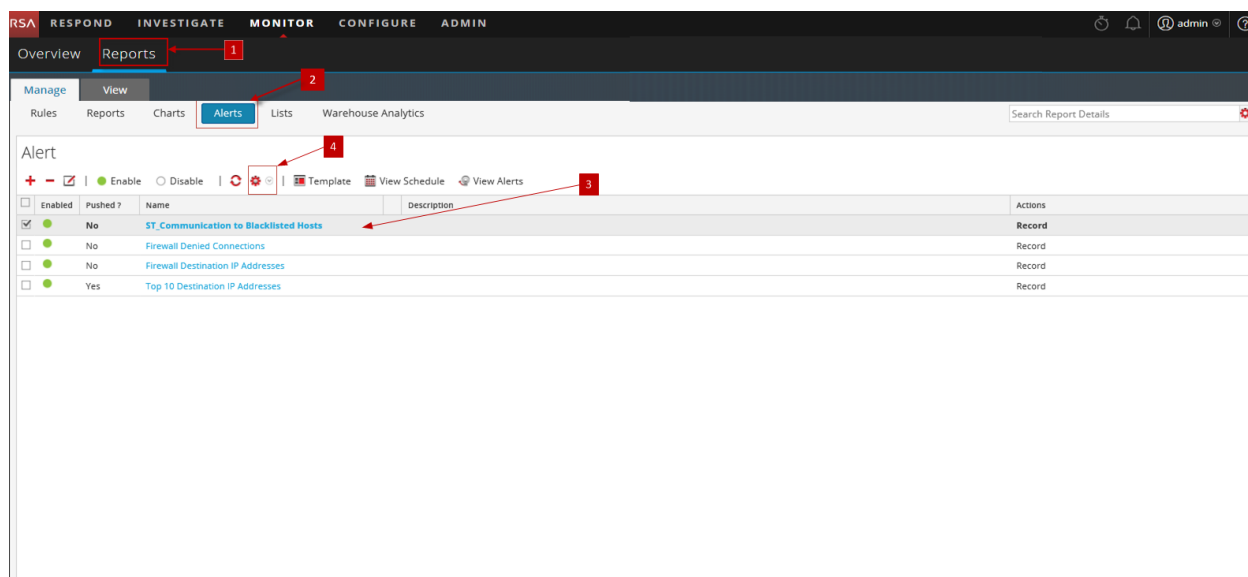 RSA RESPOND INVESTIGATE MONITOR CONFIGURE ADMIN admin
Overview Reports 1
Manage View 2
Rules Reports Charts Alerts Lists Warehouse Analytics Search Report Details
Alert 4
Enable Disable Template View Schedule View Alerts 3
Enabled Pushed ? Name Description Actions
No ST_Communication to Blacklisted Hosts Record
No Firewall Denied Connections Record
No Firewall Destination IP Addresses Record
Yes Top 10 Destination IP Addresses Record